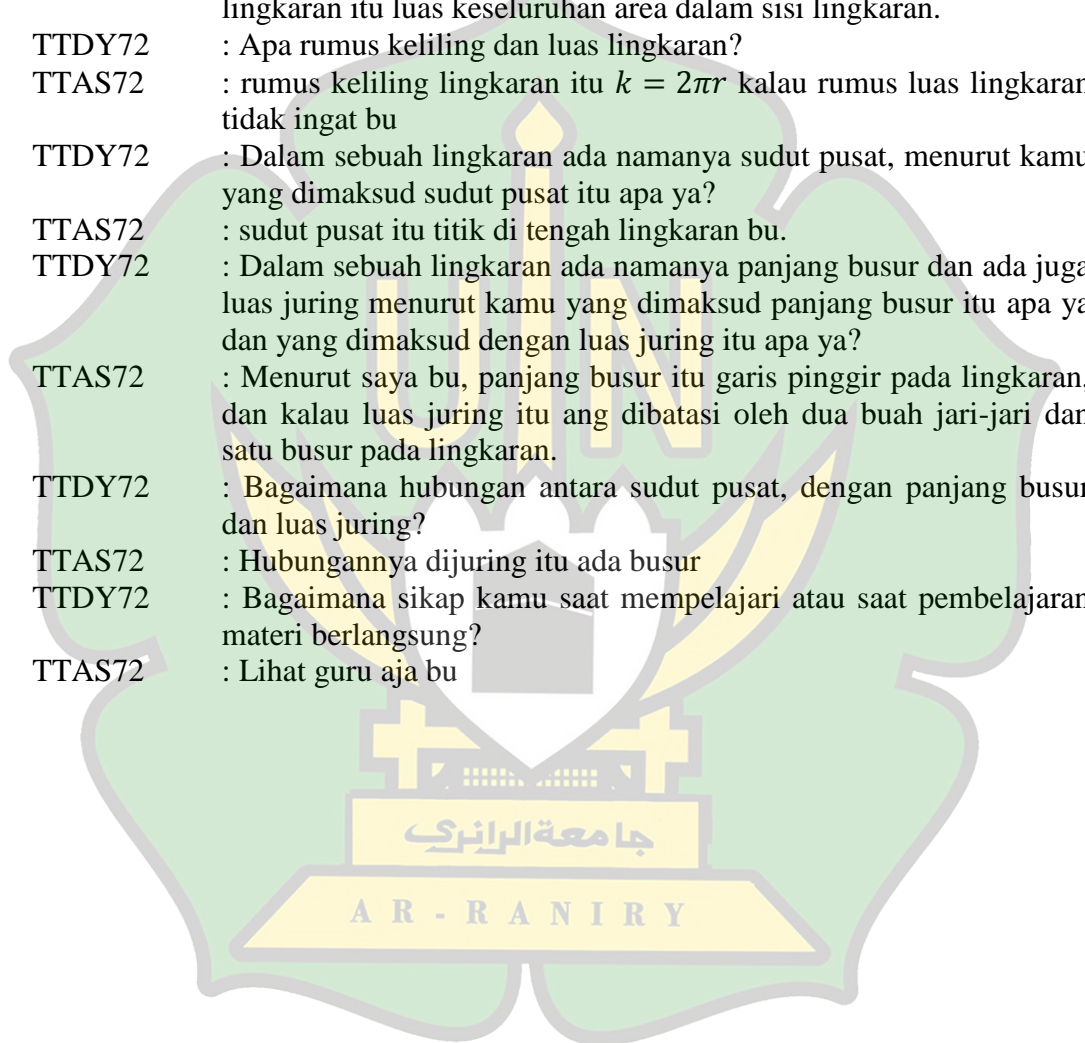 lingkaran itu luas keseluruhan area dalam sisi lingkaran.
TTDY72 : Apa rumus keliling dan luas lingkaran?
TTAS72 : rumus keliling lingkaran itu 𝑘 = 2𝜋𝑟 kalau rumus luas lingkaran
tidak ingat bu
TTDY72 : Dalam sebuah lingkaran ada namanya sudut pusat, menurut kamu
yang dimaksud sudut pusat itu apa ya?
TTAS72 : sudut pusat itu titik di tengah lingkaran bu.
TTDY72 : Dalam sebuah lingkaran ada namanya panjang busur dan ada juga
luas juring menurut kamu yang dimaksud panjang busur itu apa ya
dan yang dimaksud dengan luas juring itu apa ya?
TTAS72 : Menurut saya bu, panjang busur itu garis pinggir pada lingkaran,
dan kalau luas juring itu ang dibatasi oleh dua buah jari-jari dan
satu busur pada lingkaran.
TTDY72 : Bagaimana hubungan antara sudut pusat, dengan panjang busur
dan luas juring?
TTAS72 : Hubungannya dijuring itu ada busur
TTDY72 : Bagaimana sikap kamu saat mempelajari atau saat pembelajaran
materi berlangsung?
TTAS72 : Lihat guru aja bu
UIN
جامعة الرانري
AR-RANIRY